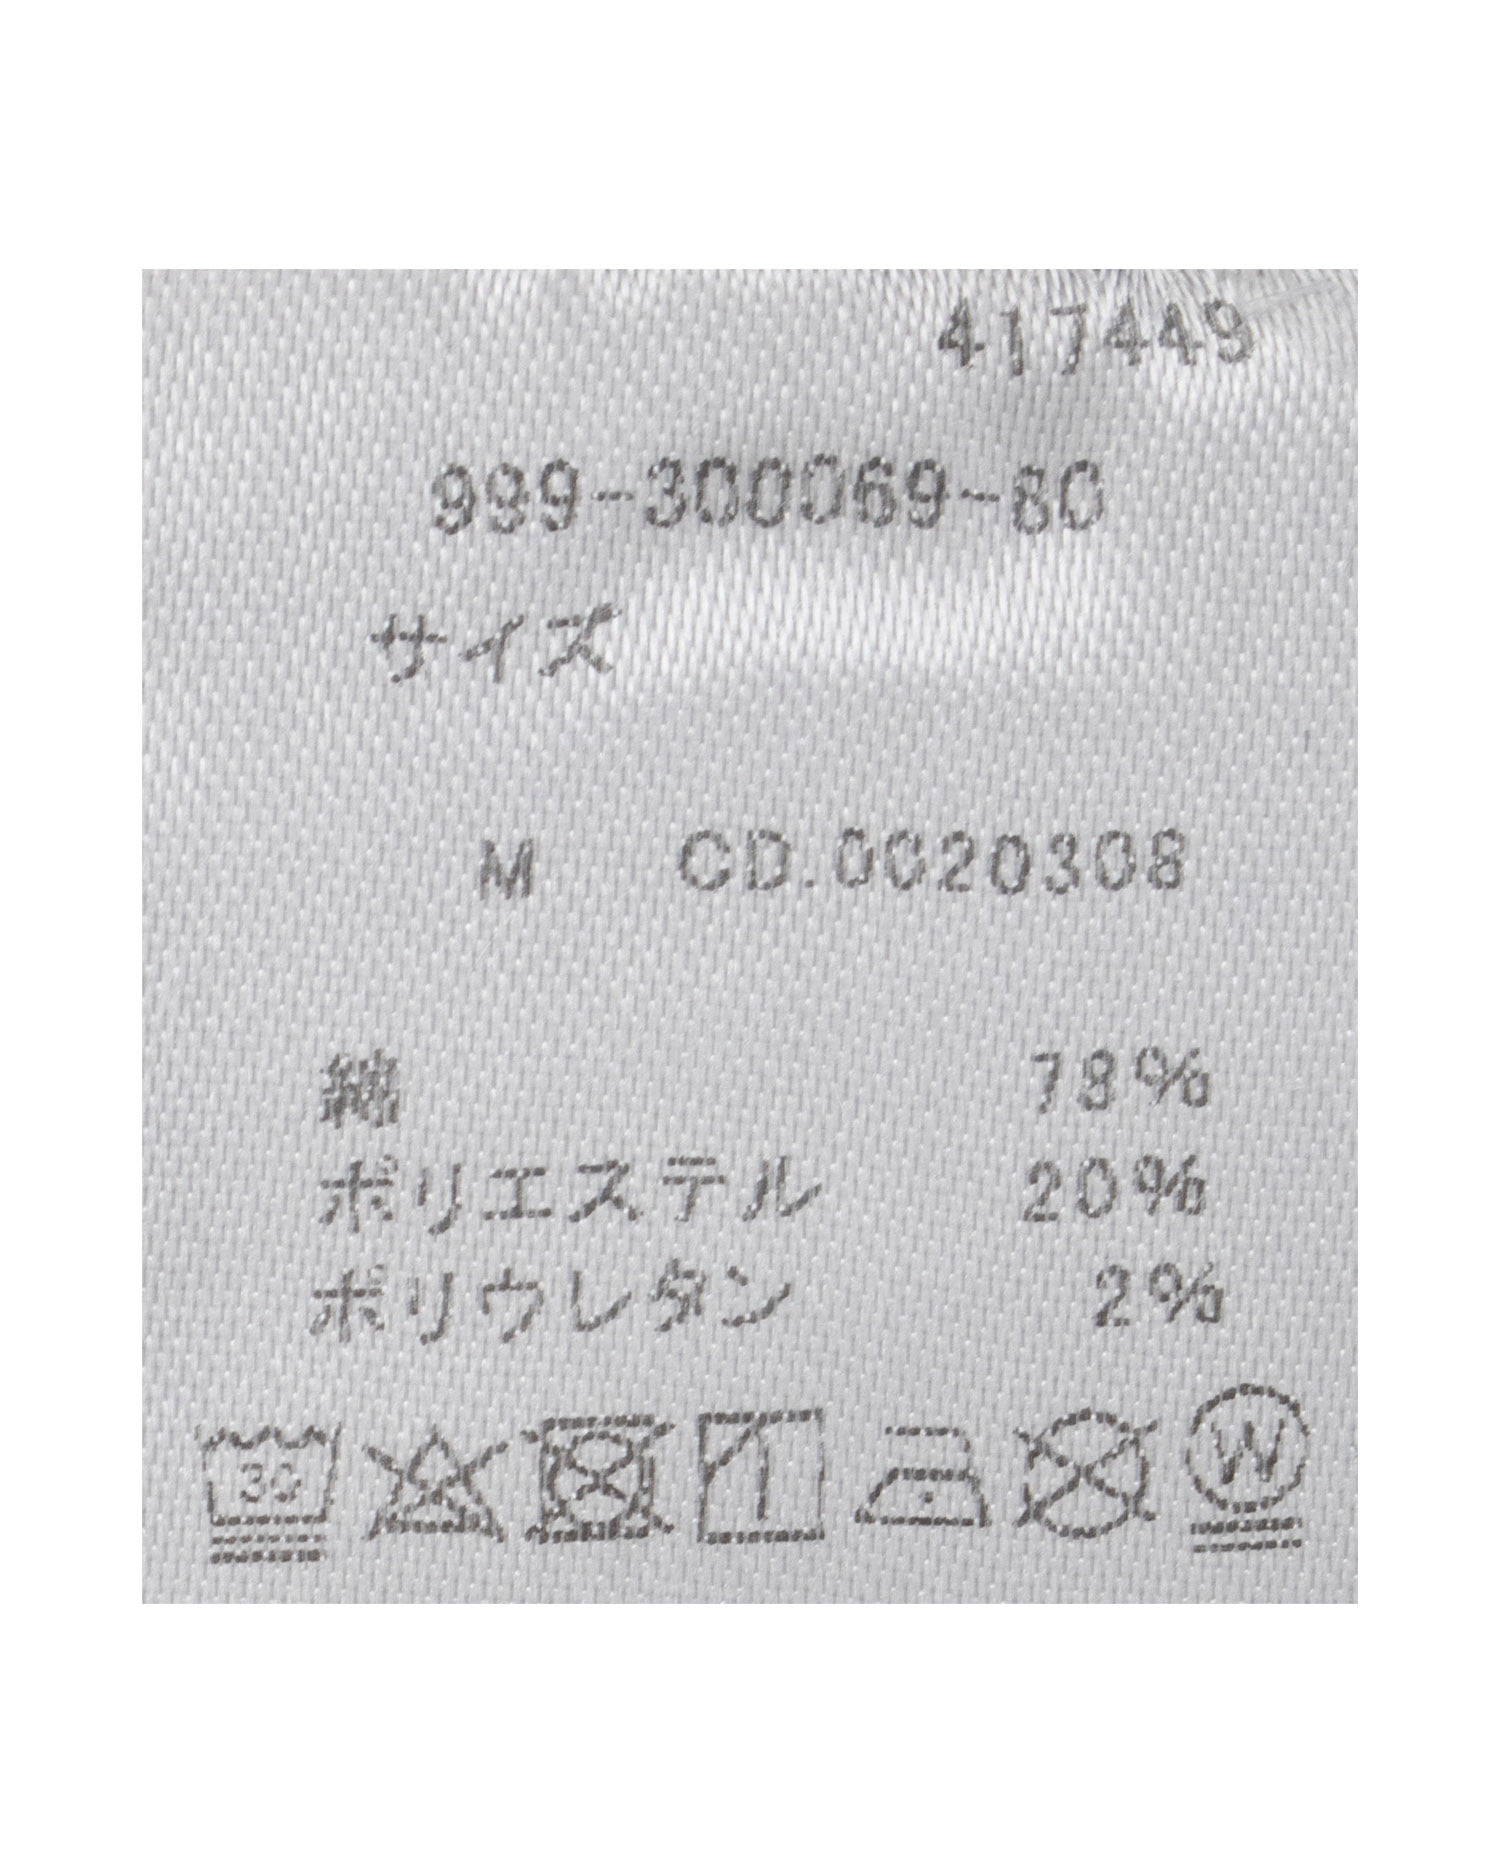 417449
999-300069-80
サイズ
M CD.0020308
綿 78%
ポリエステル 20%
ポリウレタン 2%
30
W